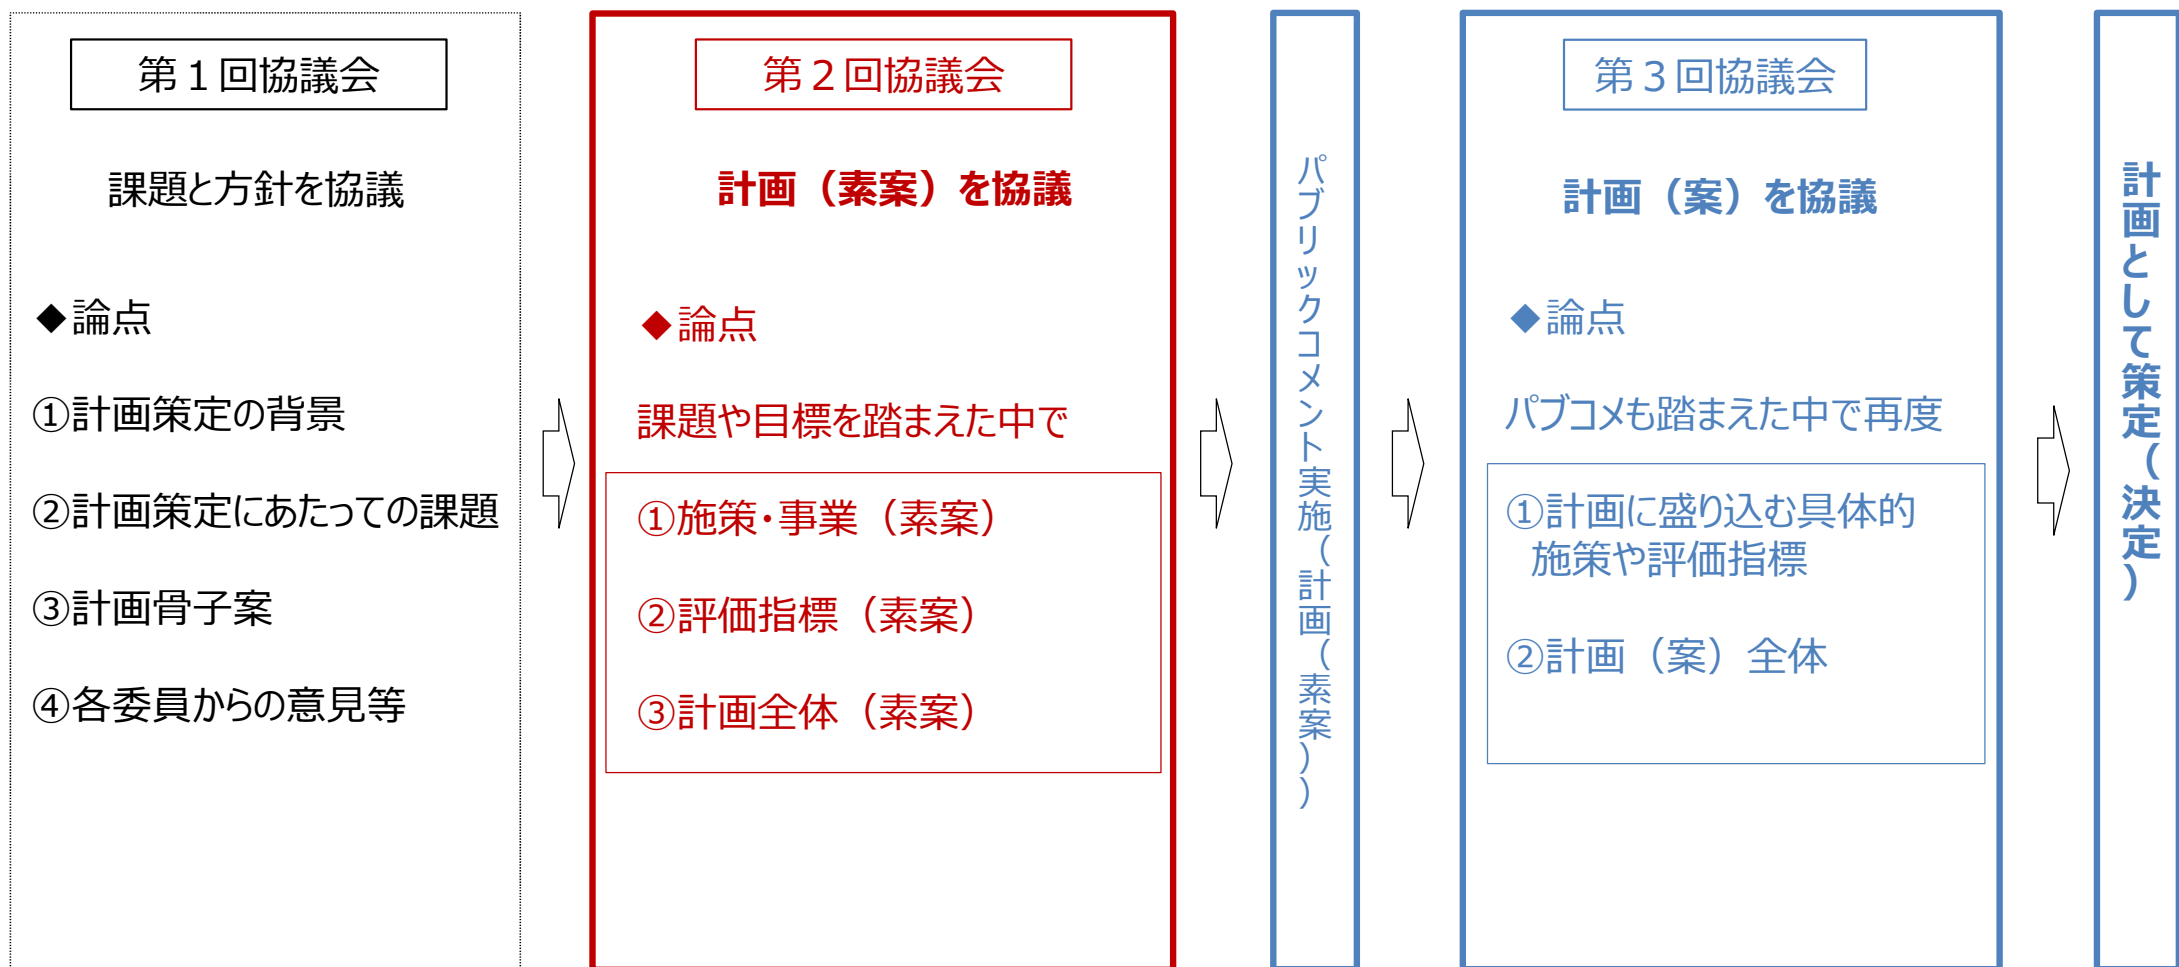 第１回協議会
課題と方針を協議
◆論点
①計画策定の背景
②計画策定にあたっての課題
③計画骨子案
④各委員からの意見等
第２回協議会
計画（素案）を協議
◆論点
課題や目標を踏まえた中で
①施策・事業（素案）
②評価指標（素案）
③計画全体（素案）
パブリックコメント実施（計画（素案））
第３回協議会
計画（案）を協議
◆論点
パブコメも踏まえた中で再度
①計画に盛り込む具体的
施策や評価指標
②計画（案）全体
計画として策定（決定）